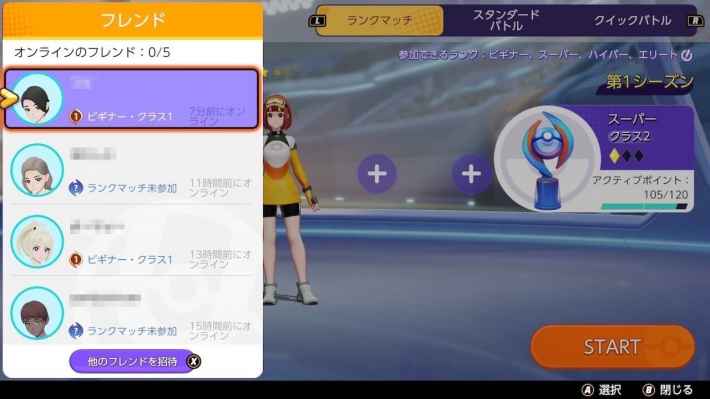 フレンド
オンラインのフレンド：0/5
1 ビギナー・クラス1
7分前にオン
ライン
? ランクマッチ未参加
11時間前にオ
ンライン
1 ビギナー・クラス1
13時間前にオ
ンライン
? ランクマッチ未参加
15時間前にオ
ンライン
他のフレンドを招待 X
L ランクマッチ
スタンダード
バトル
クイックバトル R
参加できるランク：ビギナー、スーパー、ハイパー、エリート
第1シーズン
スーパー
クラス2
アクティブポイント：
105/120
START
A 選択 B 閉じる